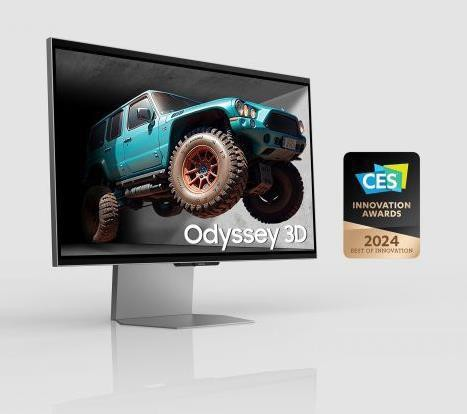 Odyssey 3D
CES
INNOVATION
AWARDS
2024
BEST OF INNOVATION